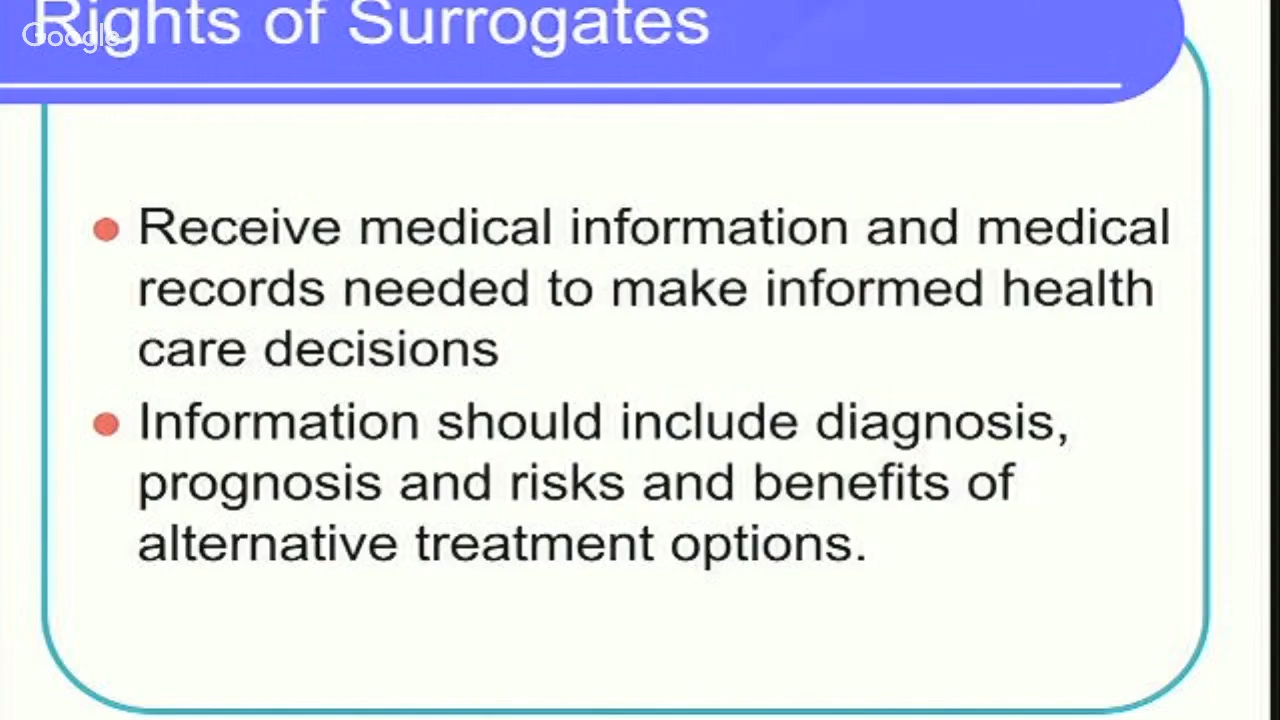 Rights of Surrogates
Google
Receive medical information and medical
records needed to make informed health
care decisions
Information should include diagnosis,
prognosis and risks and benefits of
alternative treatment options.